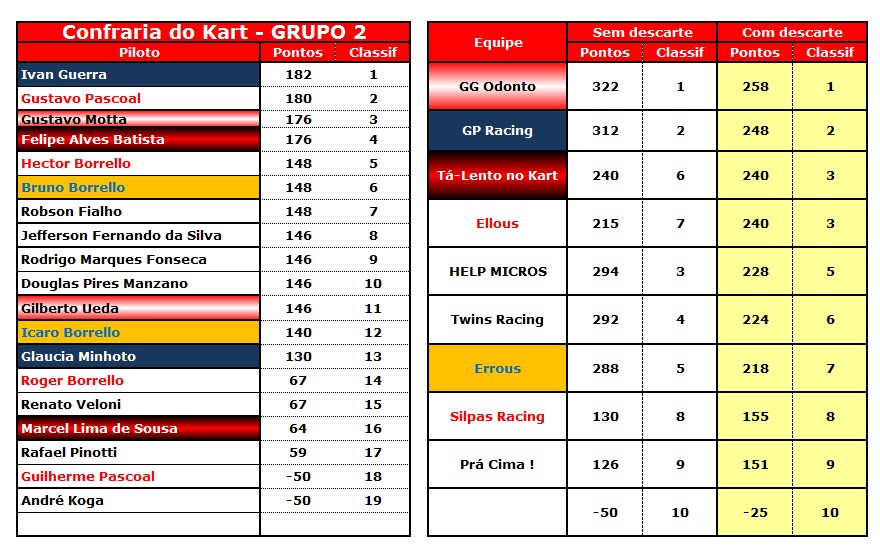 Confraria do Kart - GRUPO 2
Piloto Pontos Classif
Ivan Guerra 182 1
Gustavo Pascoal 180 2
Gustavo Motta 176 3
Felipe Alves Batista 176 4
Hector Borrello 148 5
Bruno Borrello 148 6
Robson Fialho 148 7
Jefferson Fernando da Silva 146 8
Rodrigo Marques Fonseca 146 9
Douglas Pires Manzano 146 10
Gilberto Ueda 146 11
Icaro Borrello 140 12
Glaucia Minhoto 130 13
Roger Borrello 67 14
Renato Veloni 67 15
Marcel Lima de Sousa 64 16
Rafael Pinotti 59 17
Guilherme Pascoal -50 18
André Koga -50 19
Equipe Sem descarte Com descarte
Pontos Classif Pontos Classif
GG Odonto 322 1 258 1
GP Racing 312 2 248 2
Tá-Lento no Kart 240 6 240 3
Ellous 215 7 240 3
HELP MICROS 294 3 228 5
Twins Racing 292 4 224 6
Errous 288 5 218 7
Silpas Racing 130 8 155 8
Prá Cima ! 126 9 151 9
-50 10 -25 10